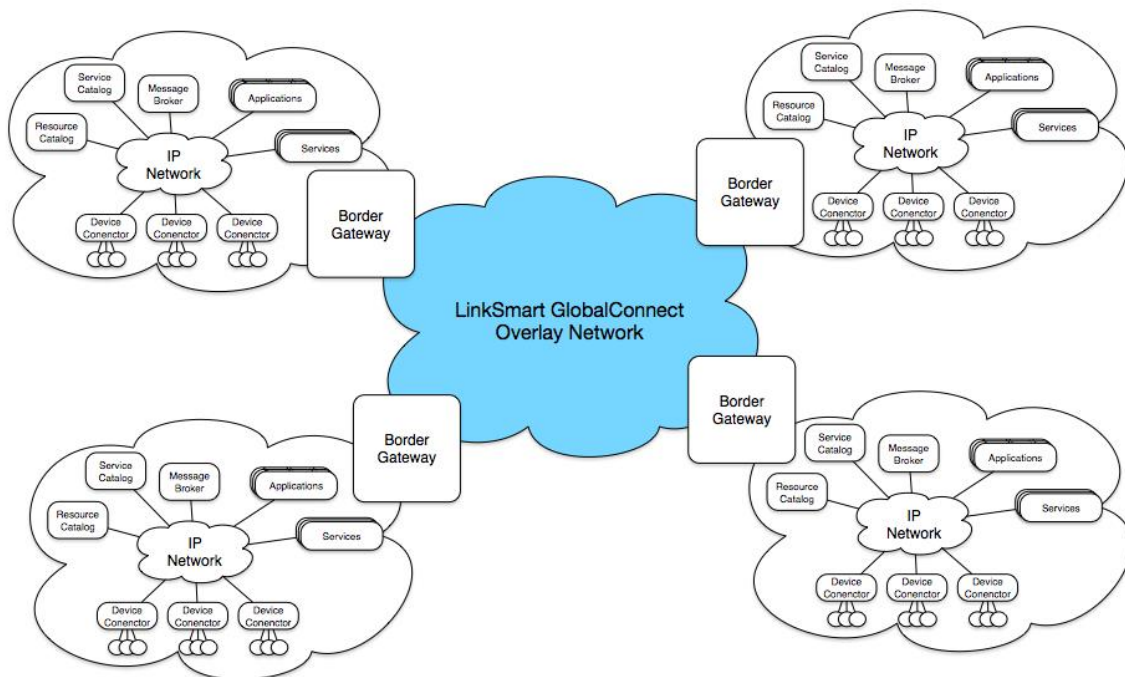 Service
Catalog
Message
Broker
Applications
Resource
Catalog
IP
Network
Services
Device
Conenctor
Device
Conenctor
Device
Conenctor
Border
Gateway
Service
Catalog
Message
Broker
Applications
Resource
Catalog
IP
Network
Services
Device
Conenctor
Device
Conenctor
Device
Conenctor
Border
Gateway
LinkSmart GlobalConnect
Overlay Network
Border
Gateway
Service
Catalog
Message
Broker
Applications
Resource
Catalog
IP
Network
Services
Device
Conenctor
Device
Conenctor
Device
Conenctor
Border
Gateway
Service
Catalog
Message
Broker
Applications
Resource
Catalog
IP
Network
Services
Device
Conenctor
Device
Conenctor
Device
Conenctor